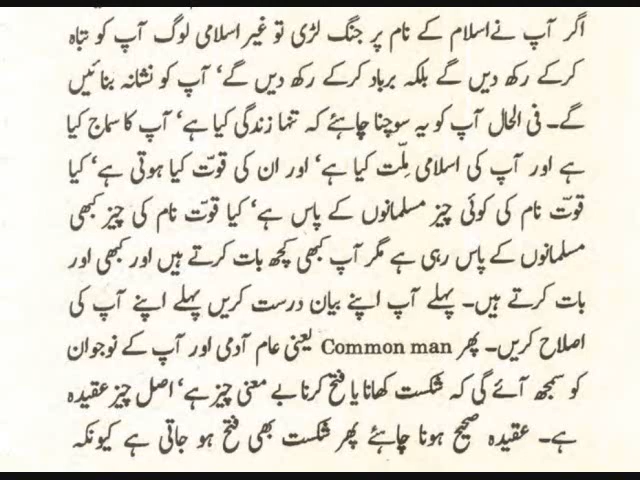 اگر آپ نے اسلام کے نام پر جنگ لڑی تو غیر اسلامی لوگ آپ کو تباہ
کرکے رکھ دیں گے بلکہ برباد کرکے رکھ دیں گے‘ آپ کو نشانہ بنائیں
گے۔ فی الحال آپ کو یہ سوچنا چاہئے کہ تنہا زندگی کیا ہے‘ آپ کا سماج کیا
ہے اور آپ کی اسلامی مِلّت کیا ہے‘ اور ان کی قوت کیا ہوتی ہے‘ کیا
قوّت نام کی کوئی چیز مسلمانوں کے پاس ہے‘ کیا قوّت نام کی چیز کبھی
مسلمانوں کے پاس رہی ہے مگر آپ کبھی کچھ بات کرتے ہیں اور کبھی اور
بات کرتے ہیں۔ پہلے آپ اپنے بیان درست کریں پہلے اپنے آپ کی
اصلاح کریں۔ پھر Common man یعنی عام آدمی اور آپ کے نوجوان
کو سمجھ آئے گی کہ شکست کھانا یا فتح کرنا بے معنی چیز ہے‘ اصل چیز عقیدہ
ہے۔ عقیدہ صحیح ہونا چاہئے پھر شکست بھی فتح ہو جاتی ہے کیونکہ